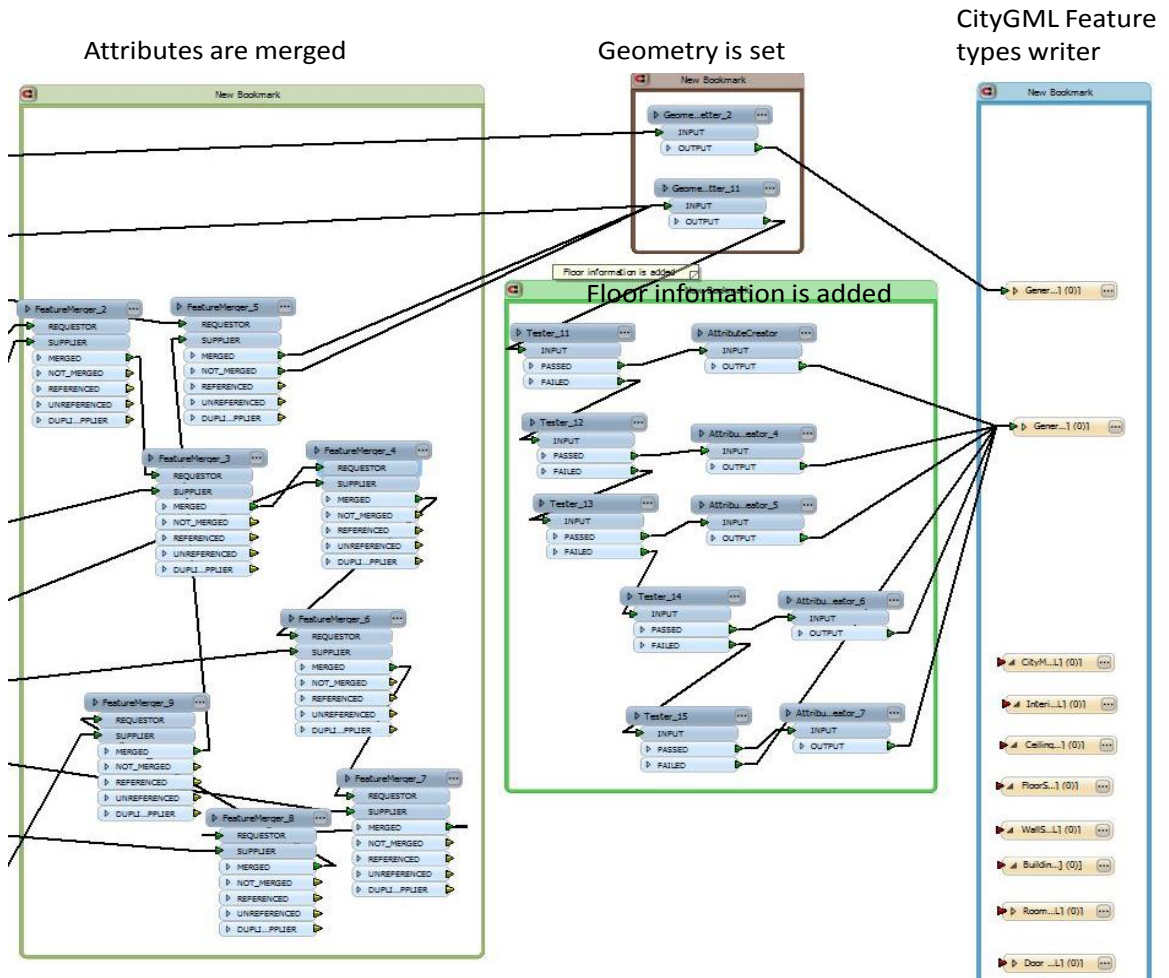 Attributes are merged
Geometry is set
CityGML Feature
types writer
New Bookmark
FeatureMerger_2
REQUESTOR
SUPPLIER
MERGED
NOT_MERGED
REFERENCED
UNREFERENCED
DUPLI...PPLIER
FeatureMerger_5
REQUESTOR
SUPPLIER
MERGED
NOT_MERGED
REFERENCED
UNREFERENCED
DUPLI...PPLIER
FeatureMerger_3
REQUESTOR
SUPPLIER
MERGED
NOT_MERGED
REFERENCED
UNREFERENCED
DUPLI...PPLIER
FeatureMerger_4
REQUESTOR
SUPPLIER
MERGED
NOT_MERGED
REFERENCED
UNREFERENCED
DUPLI...PPLIER
FeatureMerger_6
REQUESTOR
SUPPLIER
MERGED
NOT_MERGED
REFERENCED
UNREFERENCED
DUPLI...PPLIER
FeatureMerger_9
REQUESTOR
SUPPLIER
MERGED
NOT_MERGED
REFERENCED
UNREFERENCED
DUPLI...PPLIER
FeatureMerger_7
REQUESTOR
SUPPLIER
MERGED
NOT_MERGED
REFERENCED
UNREFERENCED
DUPLI...PPLIER
FeatureMerger_8
REQUESTOR
SUPPLIER
MERGED
NOT_MERGED
REFERENCED
UNREFERENCED
DUPLI...PPLIER
New Bookmark
Geome...etter_2
INPUT
OUTPUT
Geome...tter_11
INPUT
OUTPUT
Floor information is added
New Bookmark
Floor infomation is added
Tester_11
INPUT
PASSED
FAILED
AttributeCreator
INPUT
OUTPUT
Tester_12
INPUT
PASSED
FAILED
Attribu...eator_4
INPUT
OUTPUT
Tester_13
INPUT
PASSED
FAILED
Attribu...eator_5
INPUT
OUTPUT
Tester_14
INPUT
PASSED
FAILED
Attribu...eator_6
INPUT
OUTPUT
Tester_15
INPUT
PASSED
FAILED
Attribu...eator_7
INPUT
OUTPUT
New Bookmark
Gener...] (0)]
Gener...] (0)]
CityM...L] (0)]
Interi...L] (0)]
Ceiling...] (0)]
FloorS...] (0)]
WallS...L] (0)]
Buildin...] (0)]
Room...L] (0)]
Door ...L] (0)]